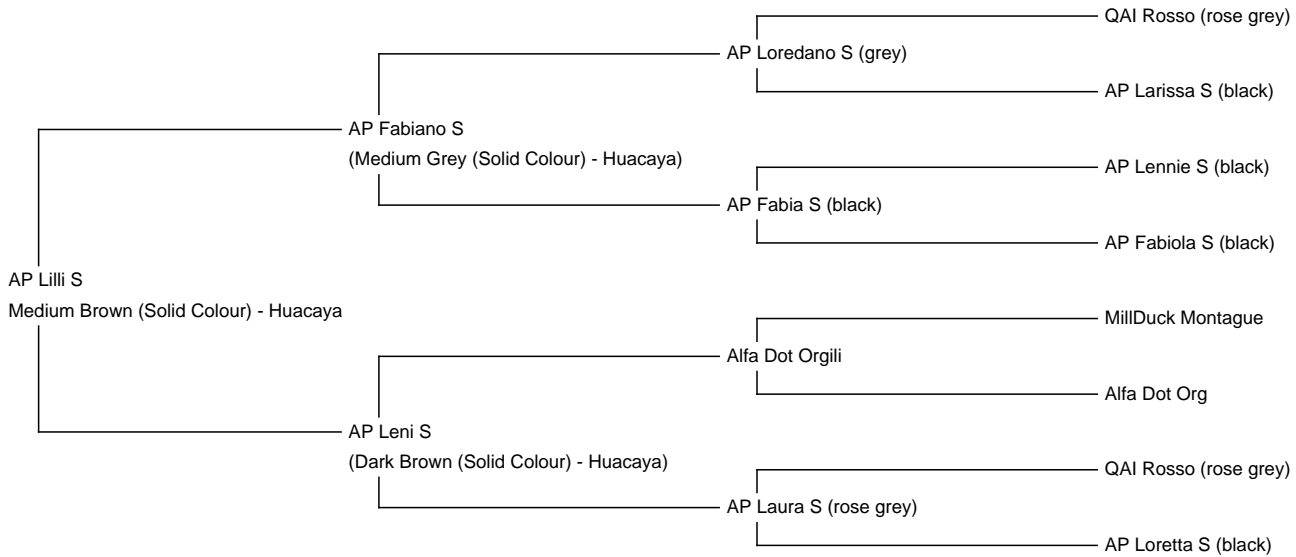 QAI Rosso (rose grey)
AP Loredano S (grey)
AP Larissa S (black)
AP Fabiano S
(Medium Grey (Solid Colour) - Huacaya)
AP Lennie S (black)
AP Fabia S (black)
AP Fabiola S (black)
AP Lilli S
Medium Brown (Solid Colour) - Huacaya
MillDuck Montague
Alfa Dot Orgili
Alfa Dot Org
AP Leni S
(Dark Brown (Solid Colour) - Huacaya)
QAI Rosso (rose grey)
AP Laura S (rose grey)
AP Loretta S (black)